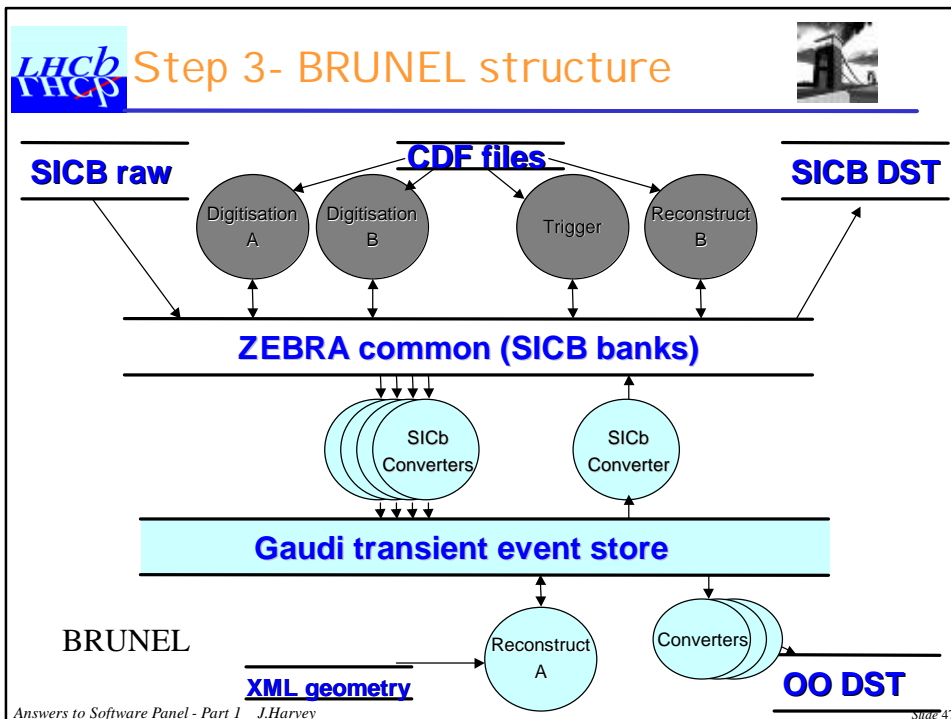 LHCb
LHCb
Step 3- BRUNEL structure
SICB raw
CDF files
SICB DST
Digitisation
A
Digitisation
B
Trigger
Reconstruct
B
ZEBRA common (SICB banks)
SICb
Converters
SICb
Converter
Gaudi transient event store
BRUNEL
Reconstruct
A
Converters
XML geometry
OO DST
Answers to Software Panel - Part 1 J.Harvey
Slide